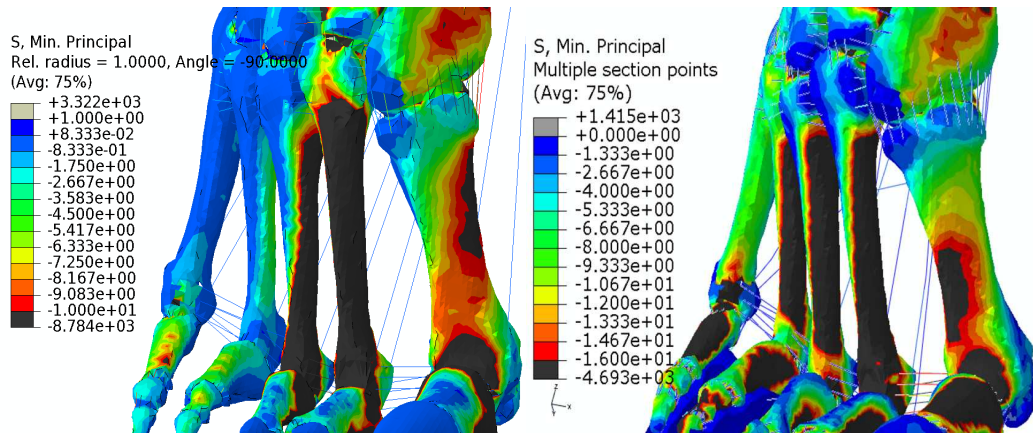 S, Min. Principal
Rel. radius = 1.0000, Angle = -90.0000
(Avg: 75%)
+3.322e+03
+1.000e+00
+8.333e-02
-8.333e-01
-1.750e+00
-2.667e+00
-3.583e+00
-4.500e+00
-5.417e+00
-6.333e+00
-7.250e+00
-8.167e+00
-9.083e+00
-1.000e+01
-8.784e+03
S, Min. Principal
Multiple section points
(Avg: 75%)
+1.415e+03
+0.000e+00
-1.333e+00
-2.667e+00
-4.000e+00
-5.333e+00
-6.667e+00
-8.000e+00
-9.333e+00
-1.067e+01
-1.200e+01
-1.333e+01
-1.467e+01
-1.600e+01
-4.693e+03
z
x